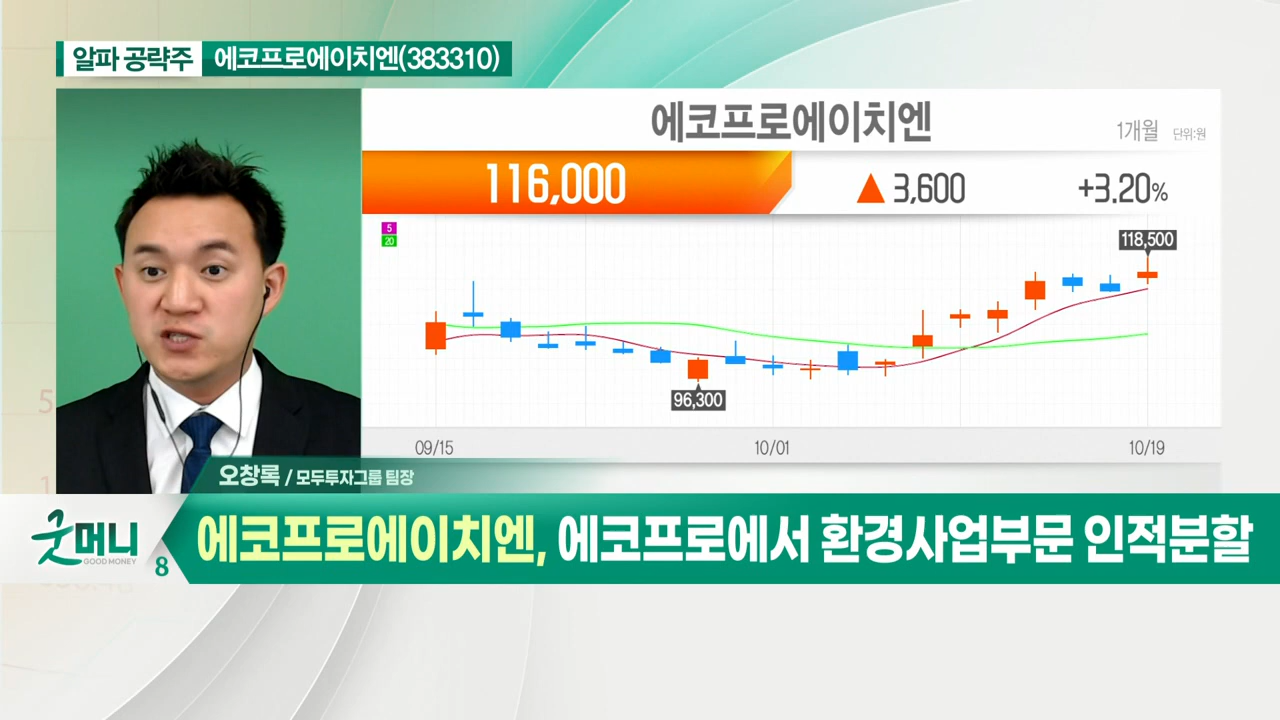 알파 공략주 에코프로에이치엔(383310)
에코프로에이치엔
1개월 단위:원
116,000 ▲ 3,600 +3.20%
5
20
118,500
96,300
09/15 10/01 10/19
오창록 / 모두투자그룹 팀장
굿머니
GOOD MONEY
8
에코프로에이치엔, 에코프로에서 환경사업부문 인적분할